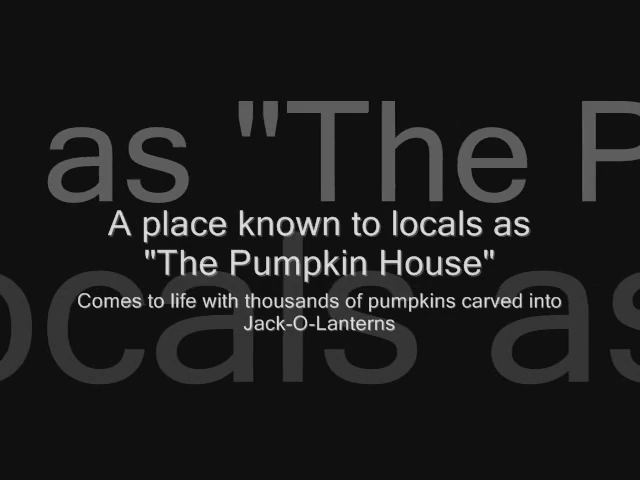 as "The P
A place known to locals as
"The Pumpkin House"
locals as
Comes to life with thousands of pumpkins carved into
Jack-O-Lanterns